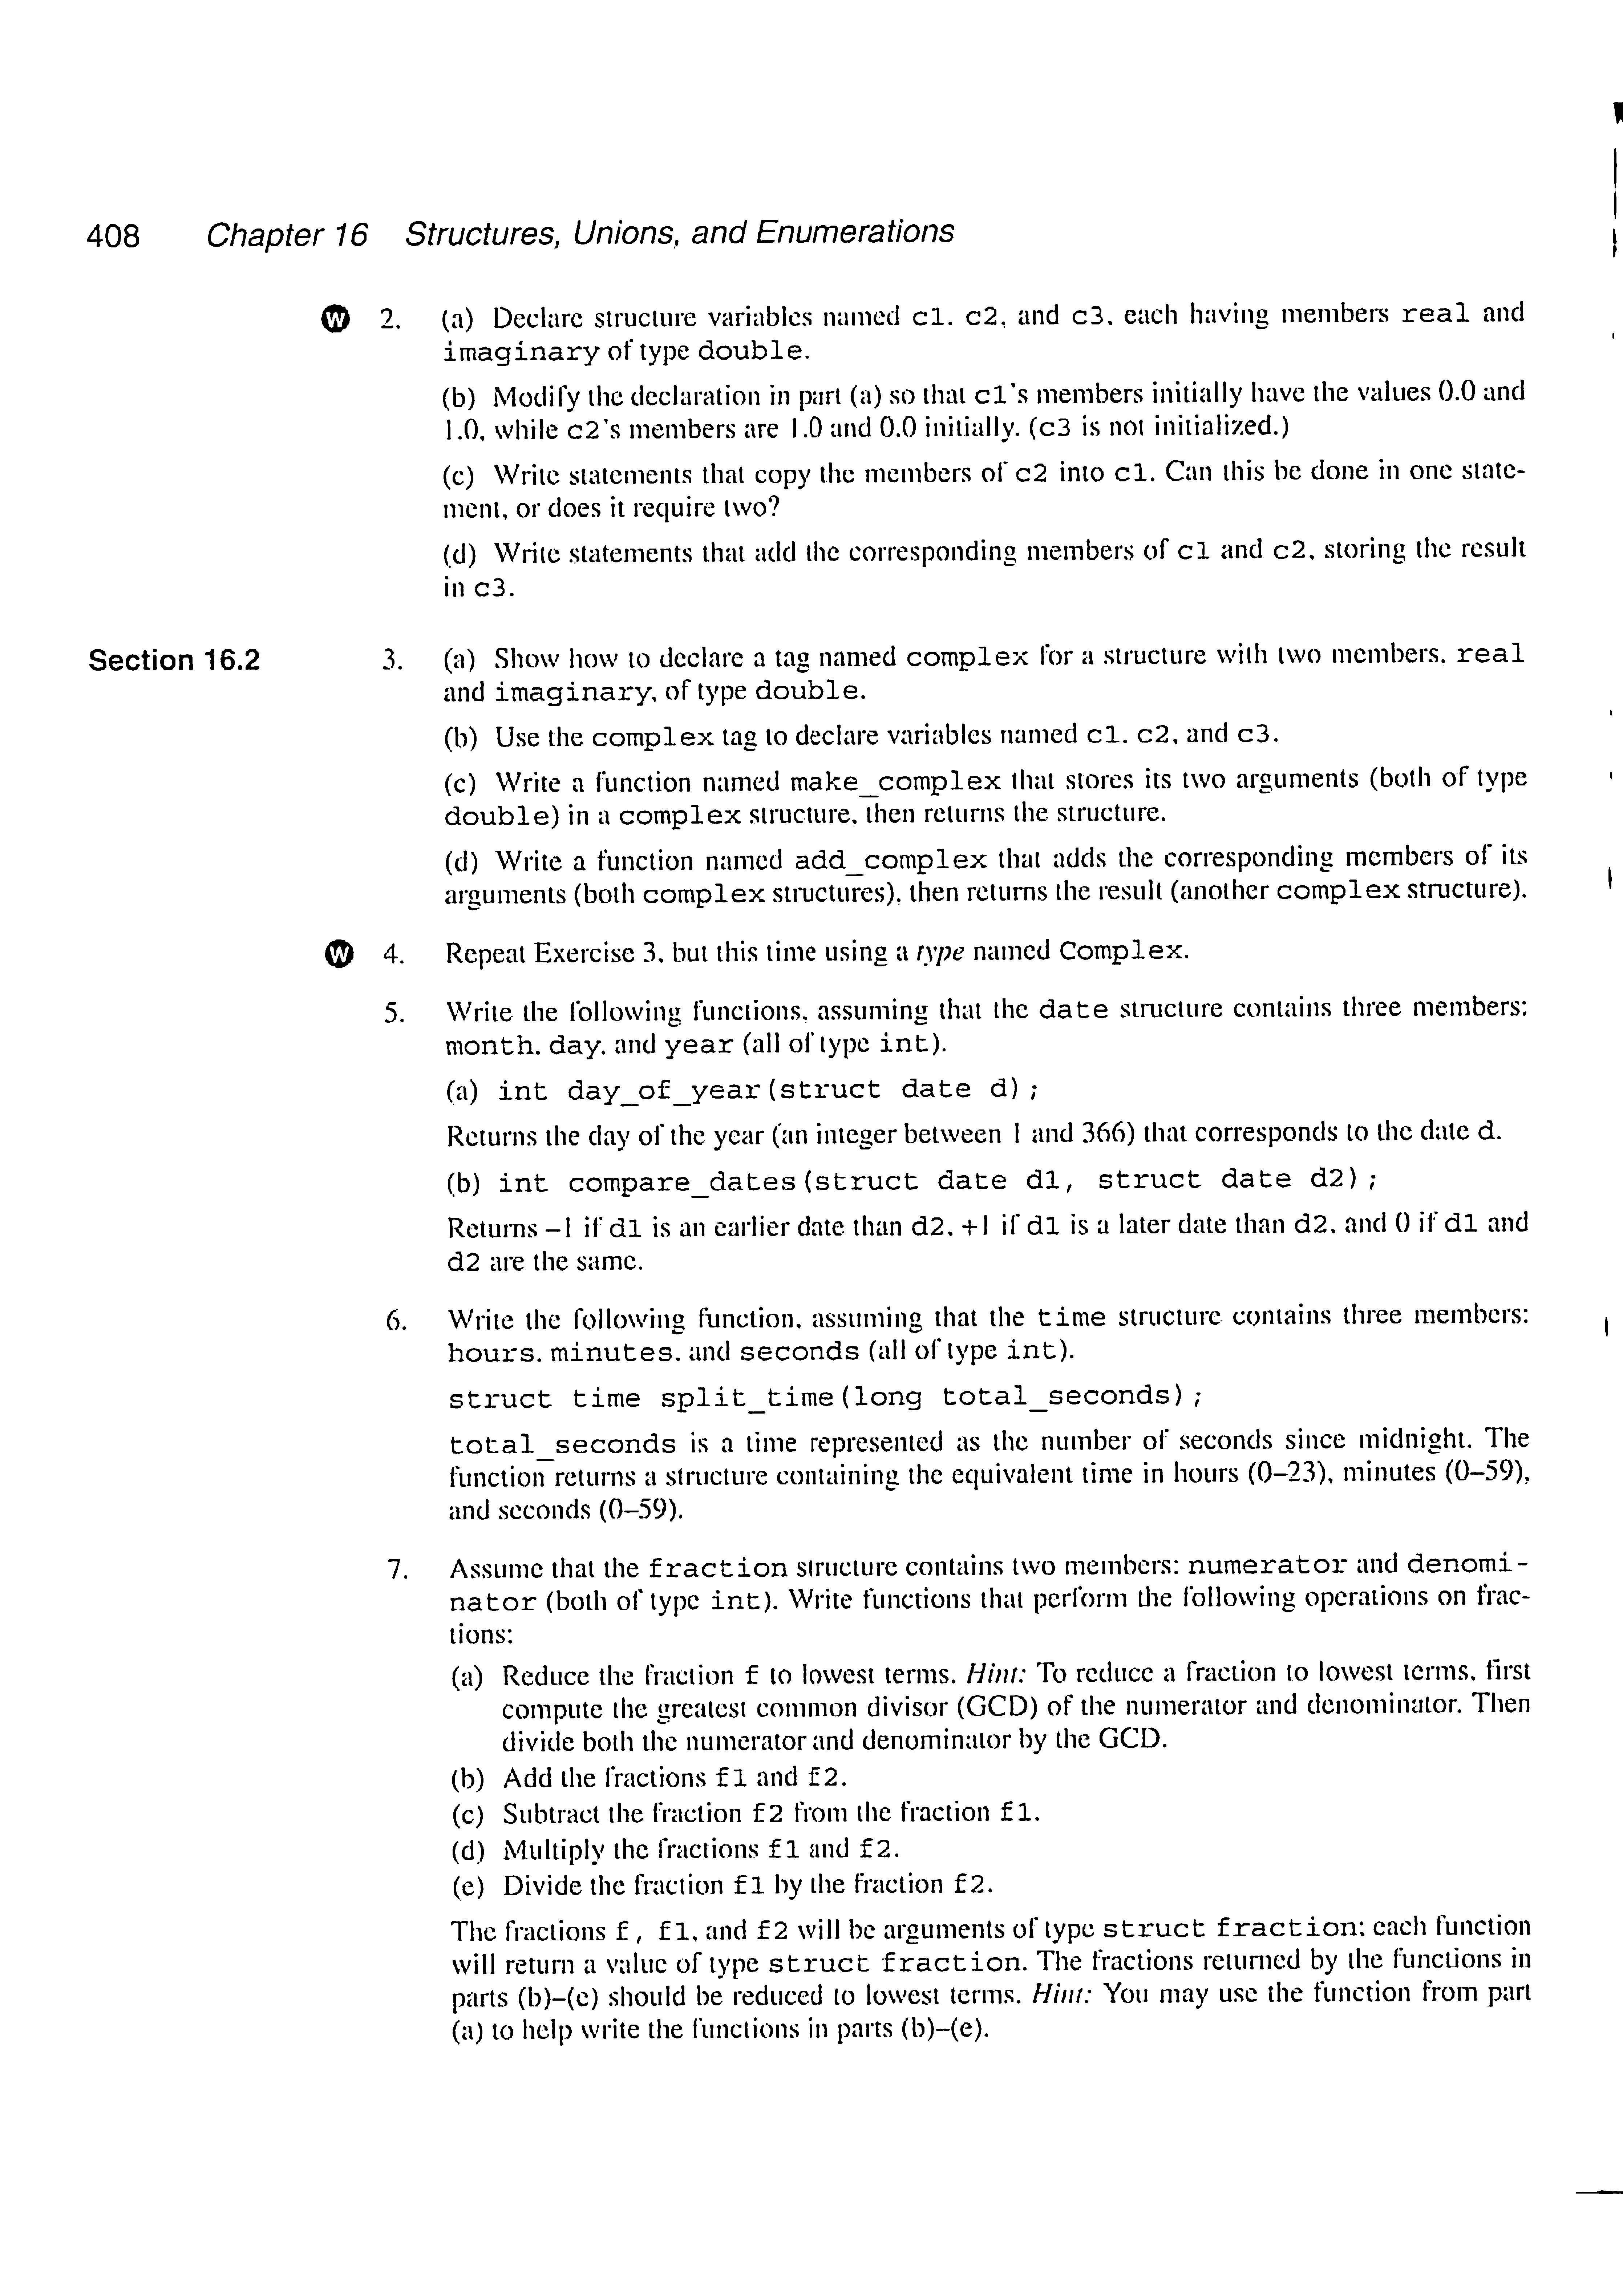 408 Chapter 16 Structures, Unions, and Enumerations
W 2. (a) Declare structure variables named c1, c2, and c3, each having members real and
imaginary of type double.
(b) Modify the declaration in part (a) so that c1's members initially have the values 0.0 and
1.0, while c2's members are 1.0 and 0.0 initially. (c3 is not initialized.)
(c) Write statements that copy the members of c2 into c1. Can this be done in one state-
ment, or does it require two?
(d) Write statements that add the corresponding members of c1 and c2, storing the result
in c3.
Section 16.2 3. (a) Show how to declare a tag named complex for a structure with two members, real
and imaginary, of type double.
(b) Use the complex tag to declare variables named c1, c2, and c3.
(c) Write a function named make_complex that stores its two arguments (both of type
double) in a complex structure, then returns the structure.
(d) Write a function named add_complex that adds the corresponding members of its
arguments (both complex structures), then returns the result (another complex structure).
W 4. Repeat Exercise 3, but this time using a type named Complex.
5. Write the following functions, assuming that the date structure contains three members:
month, day, and year (all of type int).
(a) int day_of_year(struct date d);
Returns the day of the year (an integer between 1 and 366) that corresponds to the date d.
(b) int compare_dates(struct date d1, struct date d2);
Returns –1 if d1 is an earlier date than d2, +1 if d1 is a later date than d2, and 0 if d1 and
d2 are the same.
6. Write the following function, assuming that the time structure contains three members:
hours, minutes, and seconds (all of type int).
struct time split_time(long total_seconds);
total_seconds is a time represented as the number of seconds since midnight. The
function returns a structure containing the equivalent time in hours (0–23), minutes (0–59),
and seconds (0–59).
7. Assume that the fraction structure contains two members: numerator and denomi-
nator (both of type int). Write functions that perform the following operations on frac-
tions:
(a) Reduce the fraction f to lowest terms. Hint: To reduce a fraction to lowest terms, first
compute the greatest common divisor (GCD) of the numerator and denominator. Then
divide both the numerator and denominator by the GCD.
(b) Add the fractions f1 and f2.
(c) Subtract the fraction f2 from the fraction f1.
(d) Multiply the fractions f1 and f2.
(e) Divide the fraction f1 by the fraction f2.
The fractions f, f1, and f2 will be arguments of type struct fraction; each function
will return a value of type struct fraction. The fractions returned by the functions in
parts (b)–(e) should be reduced to lowest terms. Hint: You may use the function from part
(a) to help write the functions in parts (b)–(e).